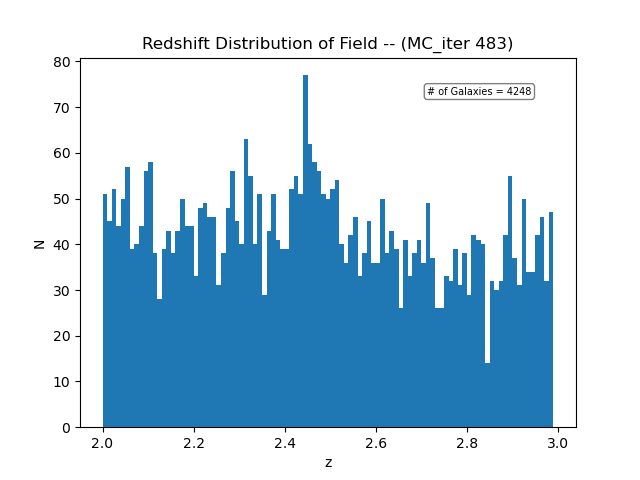 Redshift Distribution of Field -- (MC_iter 483)
# of Galaxies = 4248
80
70
60
50
40
30
20
10
0
N
2.0 2.2 2.4 2.6 2.8 3.0
z